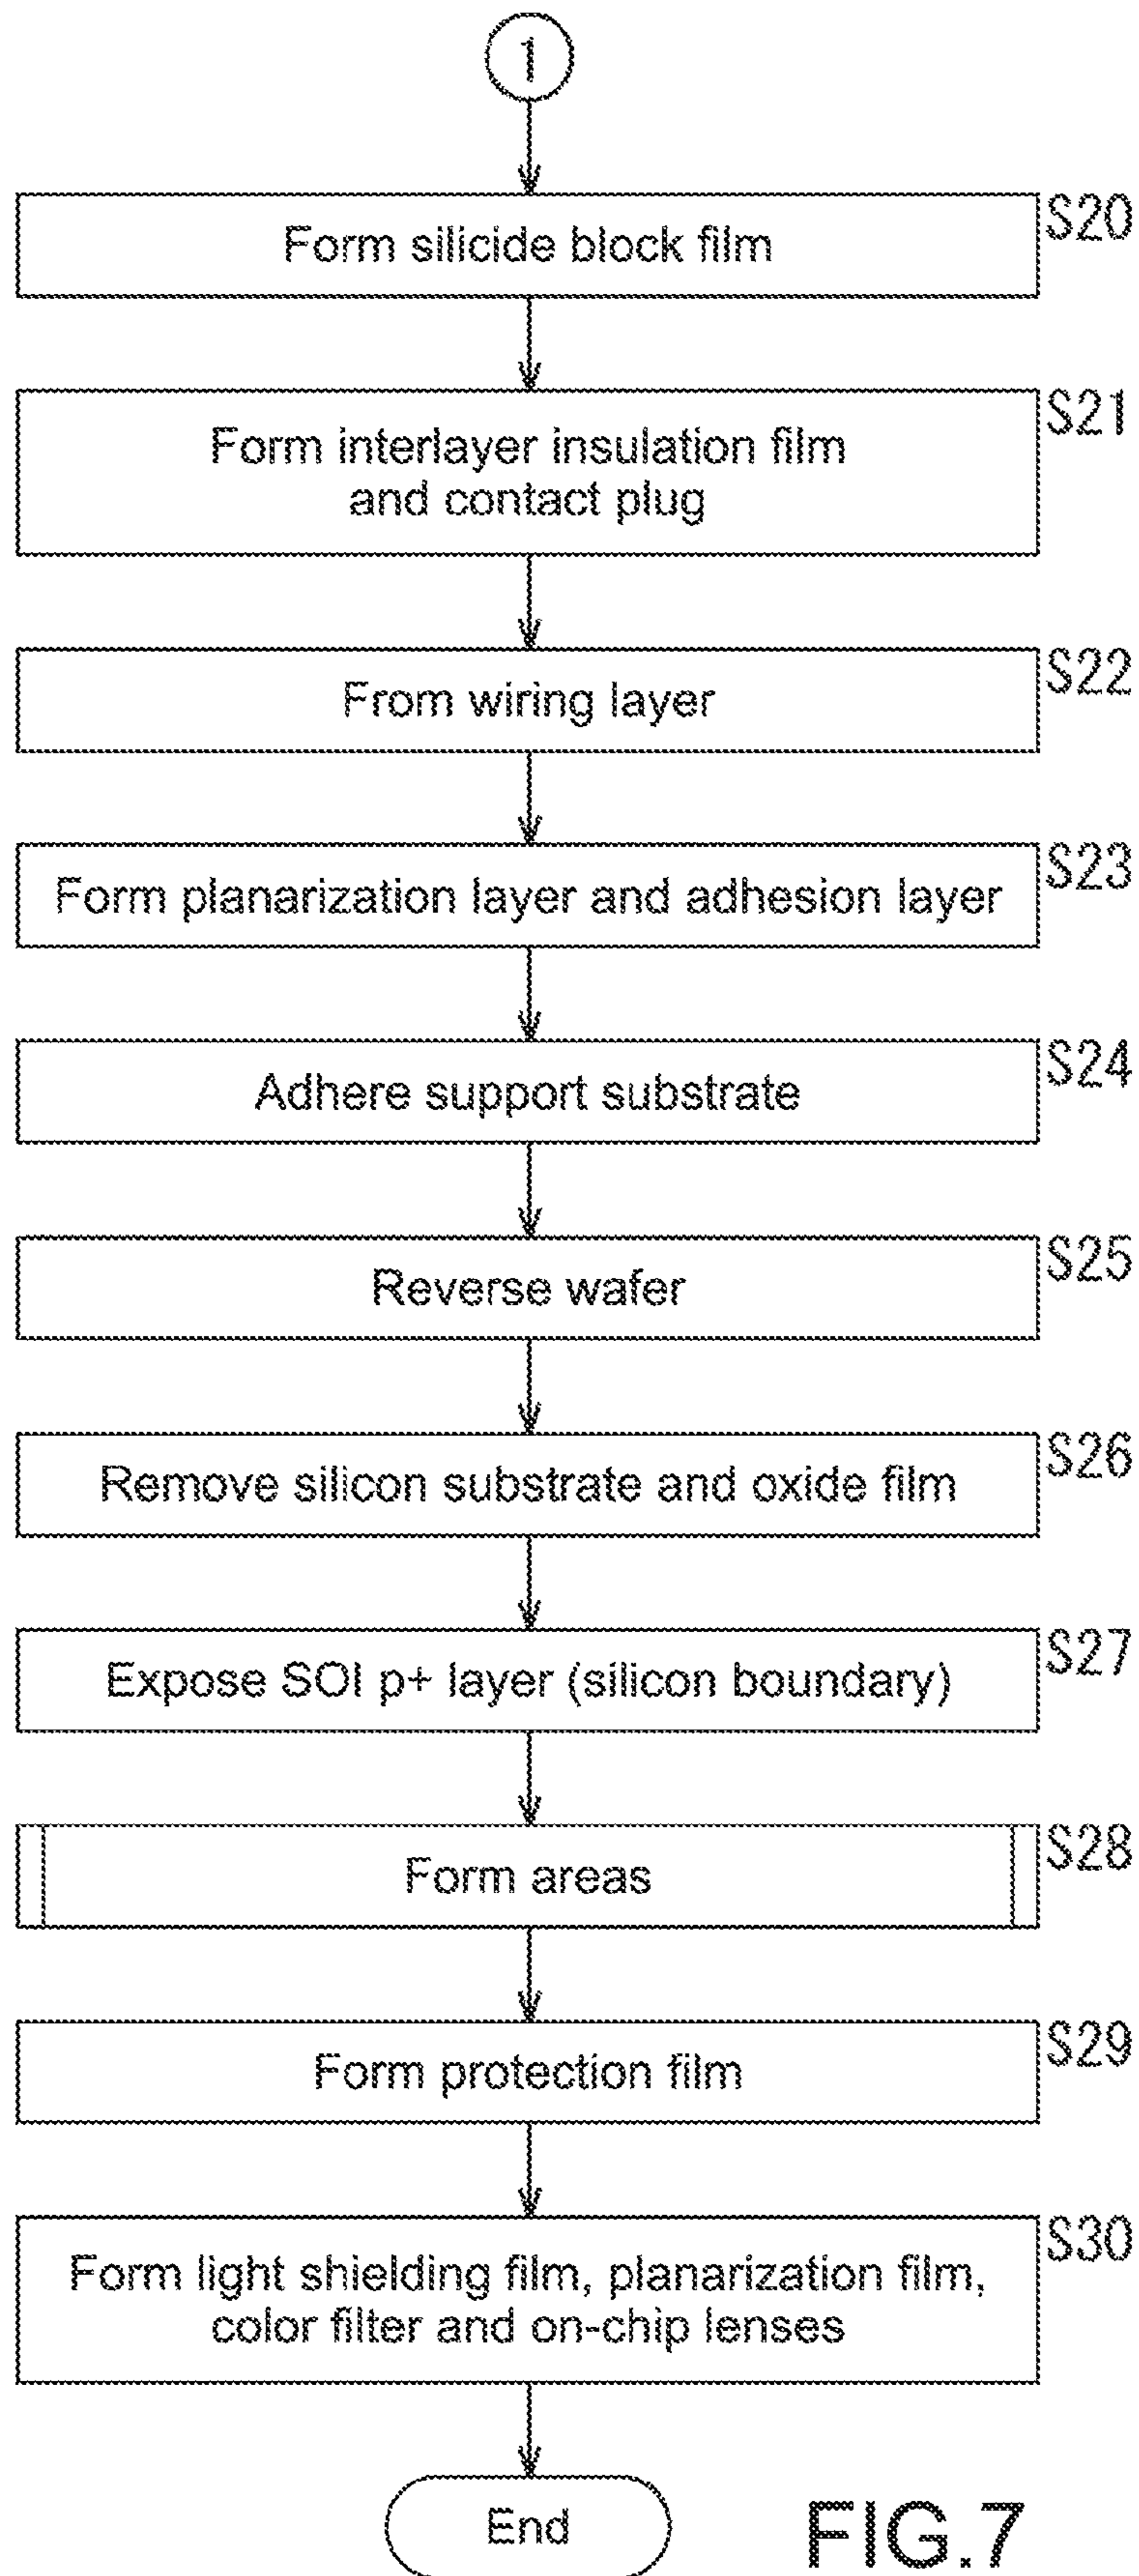 1
S20
Form silicide block film
S21
Form interlayer insulation film
and contact plug
S22
From wiring layer
S23
Form planarization layer and adhesion layer
S24
Adhere support substrate
S25
Reverse wafer
S26
Remove silicon substrate and oxide film
S27
Expose SOI p+ layer (silicon boundary)
S28
Form areas
S29
Form protection film
S30
Form light shielding film, planarization film,
color filter and on-chip lenses
End
FIG.7